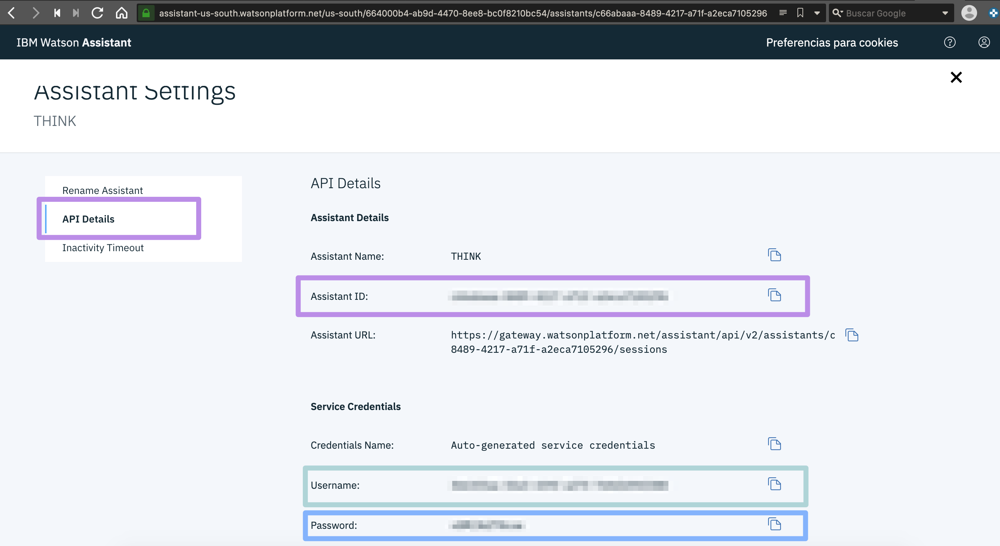 assistant-us-south.watsonplatform.net/us-south/664000b4-ab9d-4470-8ee8-bc0f8210bc54/assistants/c66abaaa-8489-4217-a71f-a2eca7105296
Buscar Google
IBM Watson Assistant
Preferencias para cookies
Assistant Settings
THINK
Rename Assistant
API Details
Inactivity Timeout
API Details
Assistant Details
Assistant Name: THINK
Assistant ID:
Assistant URL: https://gateway.watsonplatform.net/assistant/api/v2/assistants/c
8489-4217-a71f-a2eca7105296/sessions
Service Credentials
Credentials Name: Auto-generated service credentials
Username:
Password: